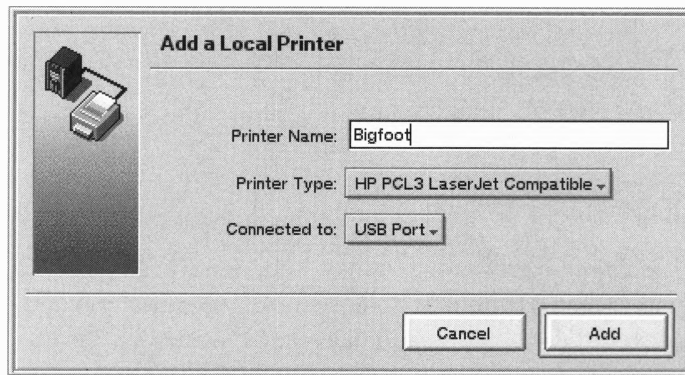 Add a Local Printer
Printer Name: Bigfoot
Printer Type: HP PCL3 LaserJet Compatible
Connected to: USB Port
Cancel Add